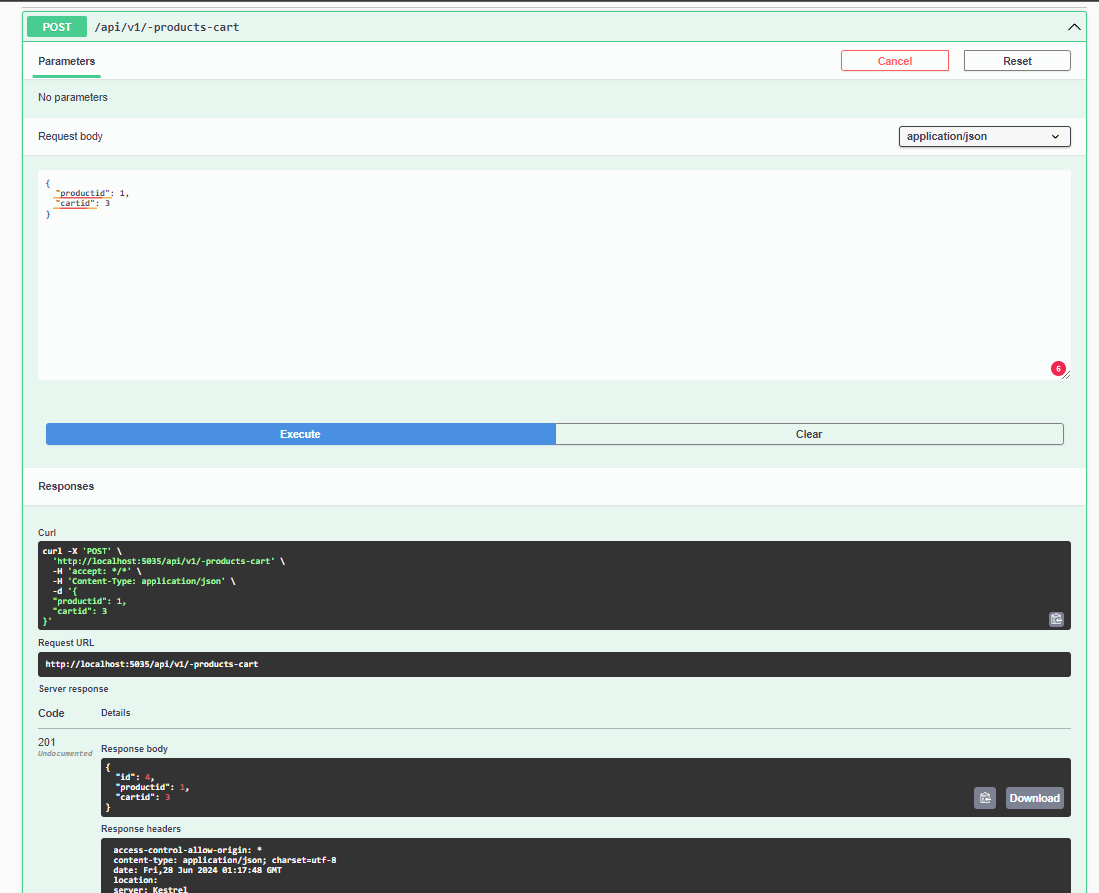 POST /api/v1/-products-cart
Parameters
Cancel
Reset
No parameters
Request body
application/json
{
"productid": 1,
"cartid": 3
}
6
Execute
Clear
Responses
Curl
curl -X 'POST' \
'http://localhost:5035/api/v1/-products-cart' \
-H 'accept: */*' \
-H 'Content-Type: application/json' \
-d '{
"productid": 1,
"cartid": 3
}'
Request URL
http://localhost:5035/api/v1/-products-cart
Server response
Code Details
201
Undocumented
Response body
{
"id": 4,
"productid": 1,
"cartid": 3
}
Download
Response headers
access-control-allow-origin: *
content-type: application/json; charset=utf-8
date: Fri,28 Jun 2024 01:17:48 GMT
location:
server: Kestrel